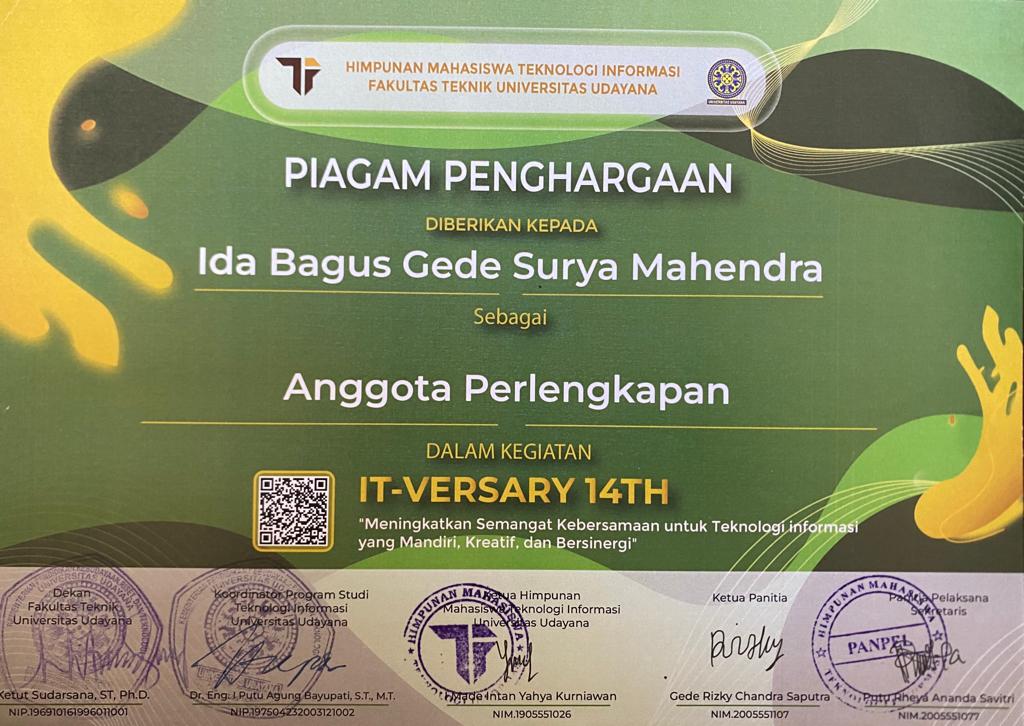 HIMPUNAN MAHASISWA TEKNOLOGI INFORMASI
FAKULTAS TEKNIK UNIVERSITAS UDAYANA
UNIVERSITAS UDAYANA
PIAGAM PENGHARGAAN
DIBERIKAN KEPADA
Ida Bagus Gede Surya Mahendra
Sebagai
Anggota Perlengkapan
DALAM KEGIATAN
IT-VERSARY 14TH
"Meningkatkan Semangat Kebersamaan untuk Teknologi informasi
yang Mandiri, Kreatif, dan Bersinergi"
Dekan
Fakultas Teknik
Universitas Udayana
Ketut Sudarsana, ST, Ph.D.
NIP.196910161996011001
Koordinator Program Studi
Teknologi Informasi
Universitas Udayana
Dr. Eng. I Putu Agung Bayupati, S.T., M.T.
NIP.197504232003121002
Ketua Himpunan
Mahasiswa Teknologi Informasi
Universitas Udayana
HIMPUNAN MAHASISWA
I Made Intan Yahya Kurniawan
NIM.1905551026
Ketua Panitia
Gede Rizky Chandra Saputra
NIM.2005551107
Panitia Pelaksana
Sekretaris
HIMPUNAN MAHA
PANPEL
Putu Rheya Ananda Savitri
NIM.2005551077